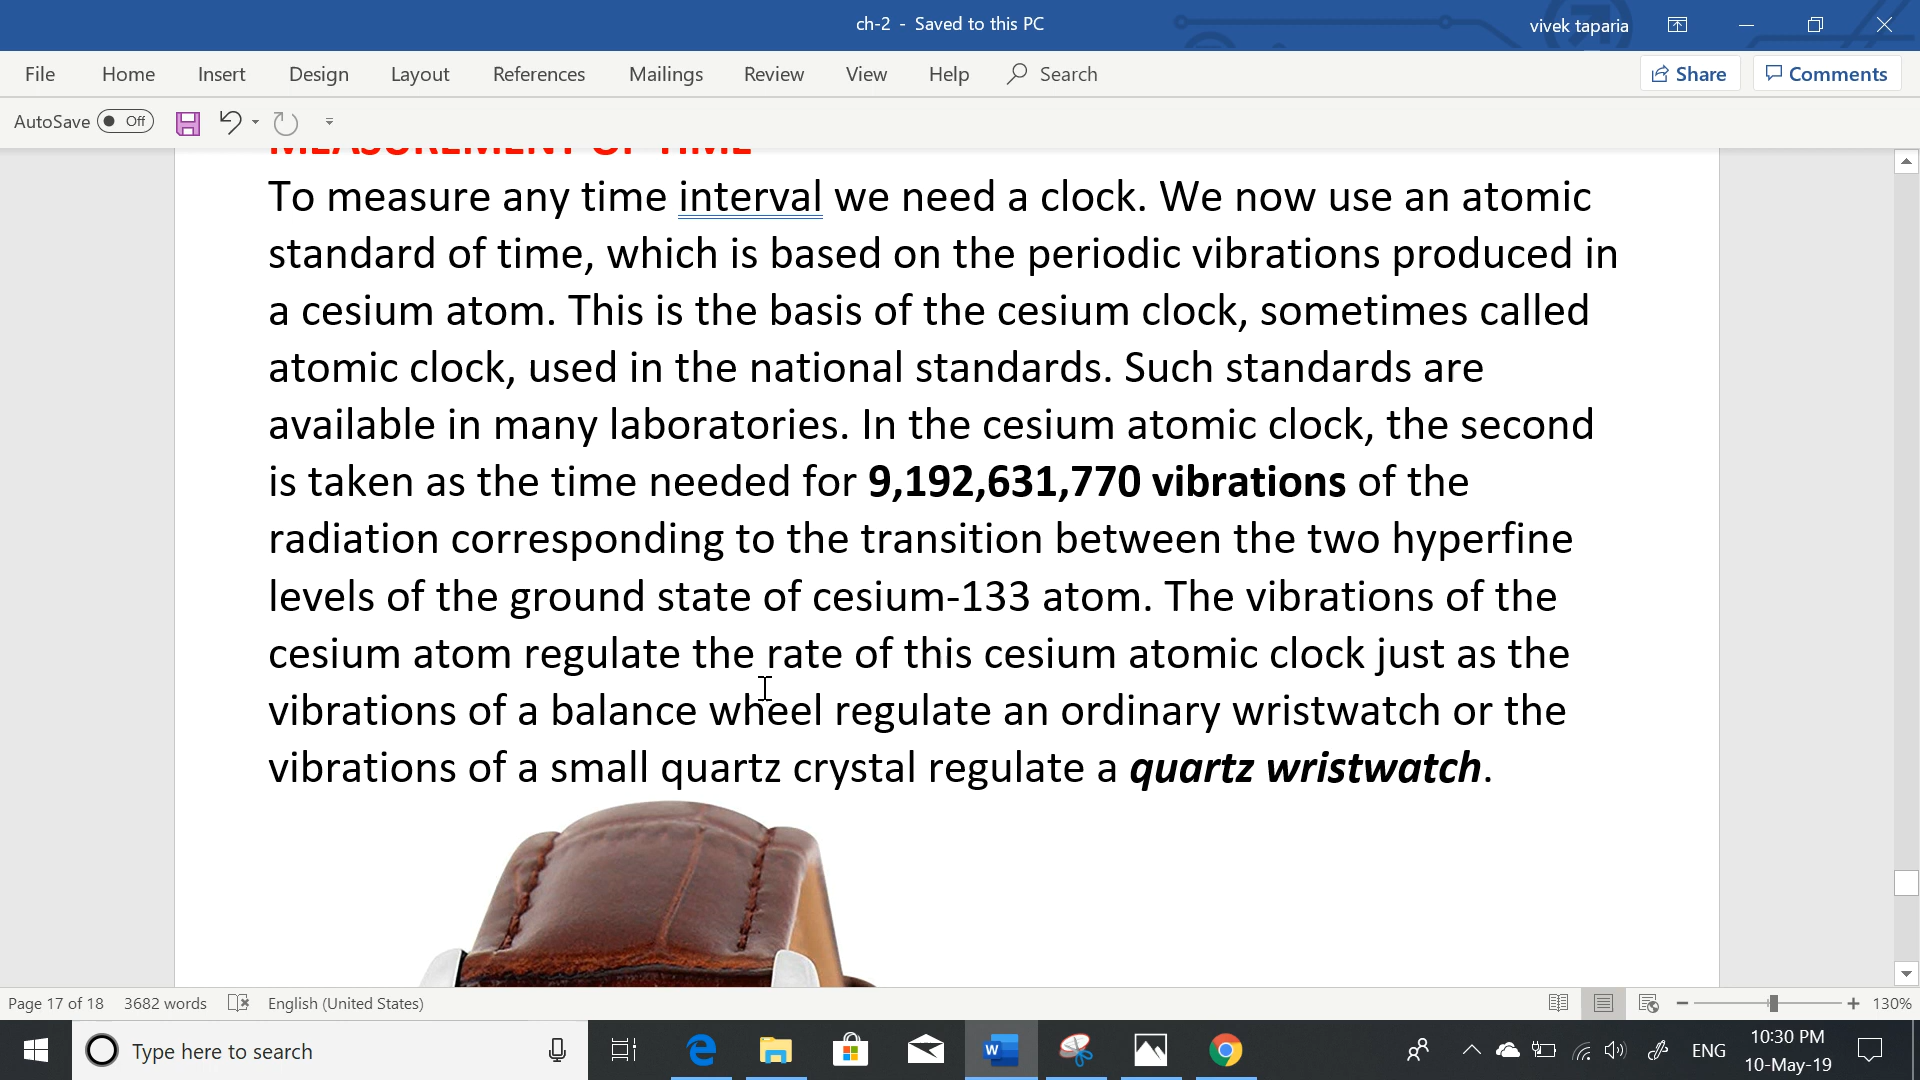 ch-2 - Saved to this PC
vivek taparia
File Home Insert Design Layout References Mailings Review View Help Search Share Comments
AutoSave Off
MEASUREMENT OF TIME
To measure any time interval we need a clock. We now use an atomic
standard of time, which is based on the periodic vibrations produced in
a cesium atom. This is the basis of the cesium clock, sometimes called
atomic clock, used in the national standards. Such standards are
available in many laboratories. In the cesium atomic clock, the second
is taken as the time needed for 9,192,631,770 vibrations of the
radiation corresponding to the transition between the two hyperfine
levels of the ground state of cesium-133 atom. The vibrations of the
cesium atom regulate the rate of this cesium atomic clock just as the
vibrations of a balance wheel regulate an ordinary wristwatch or the
vibrations of a small quartz crystal regulate a quartz wristwatch.
Page 17 of 18 3682 words English (United States) 130%
Type here to search
ENG
10:30 PM
10-May-19